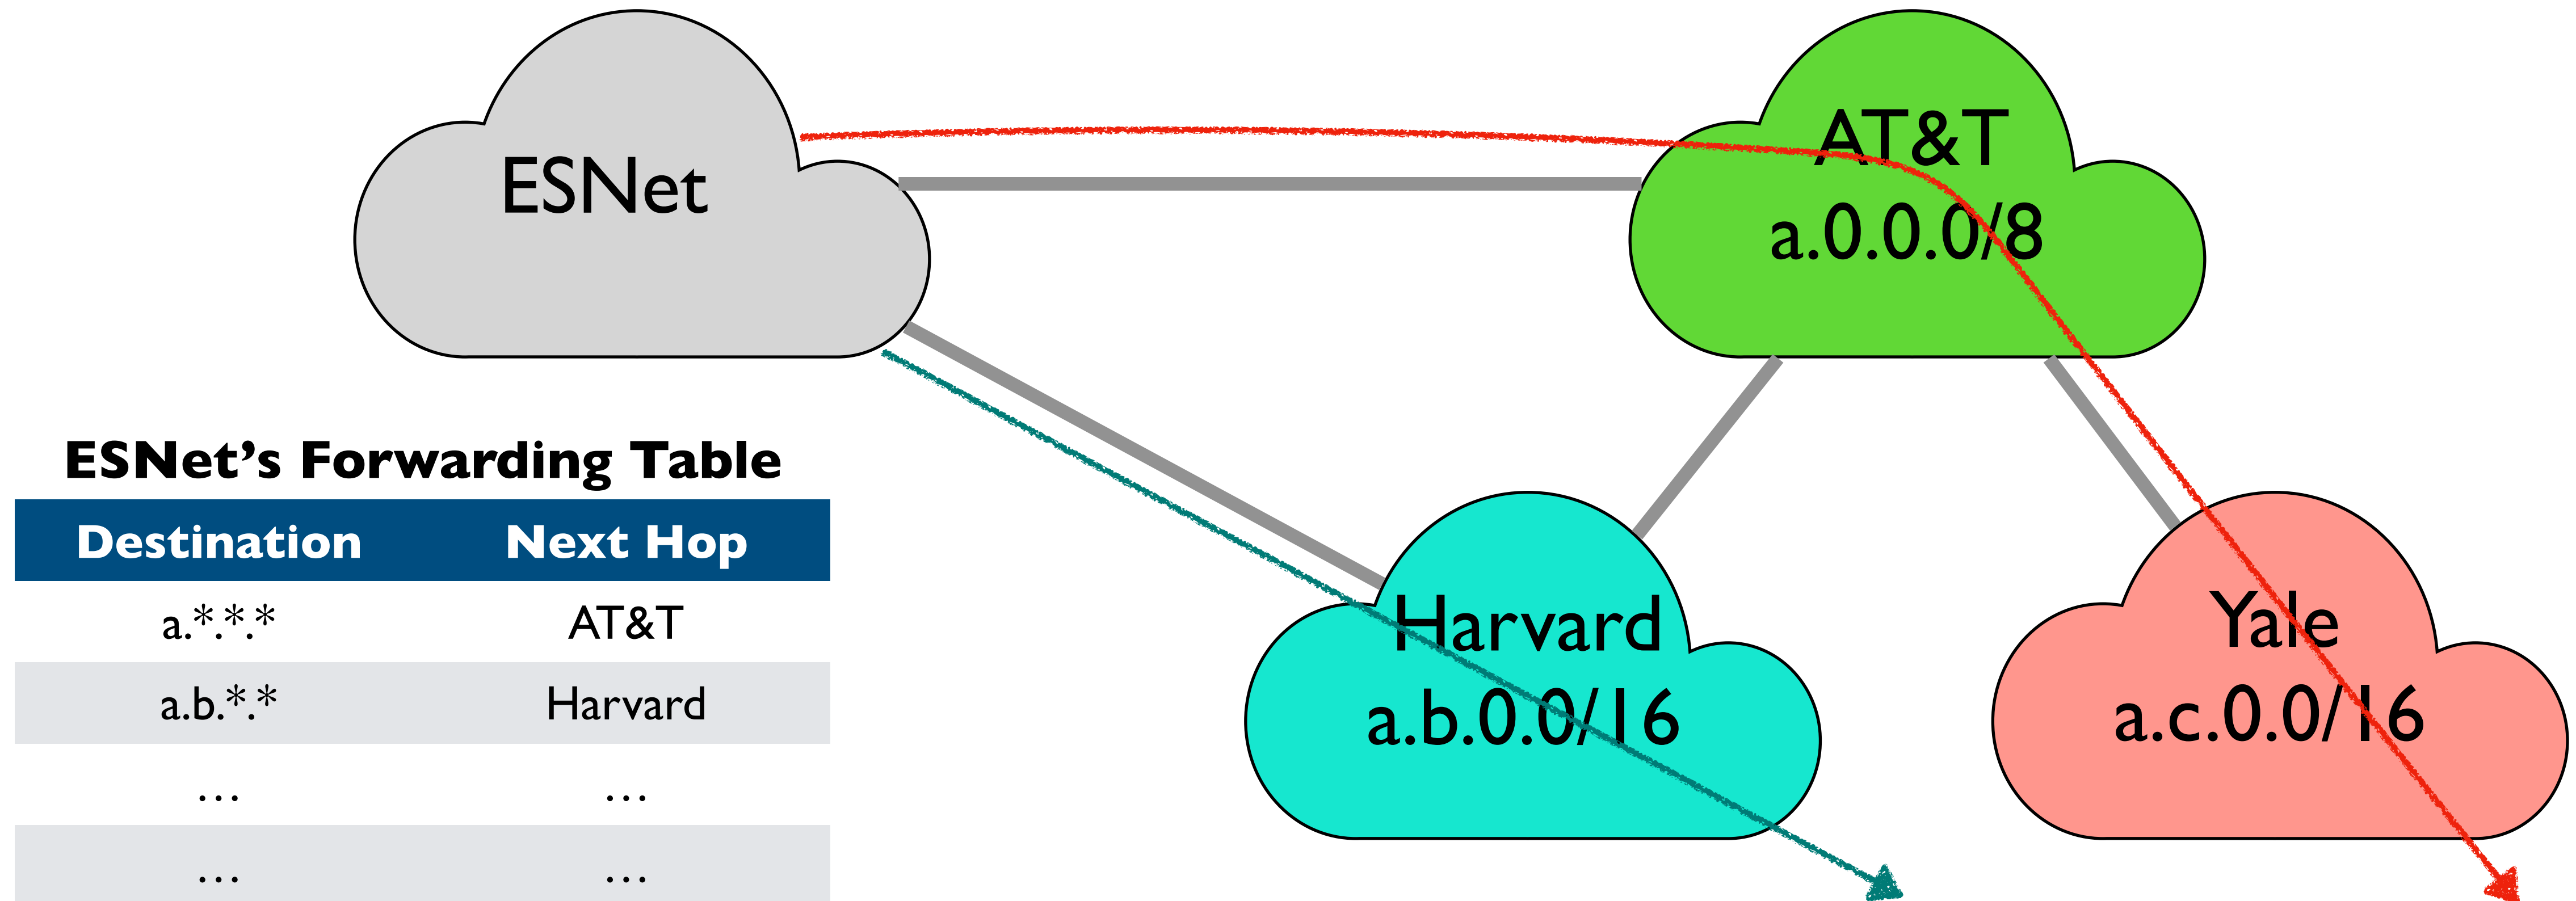 ESNet
AT&T
a.0.0.0/8
ESNet’s Forwarding Table
Destination Next Hop
a.*.*.* AT&T
a.b.*.* Harvard
… …
… …
Harvard
a.b.0.0/16
Yale
a.c.0.0/16